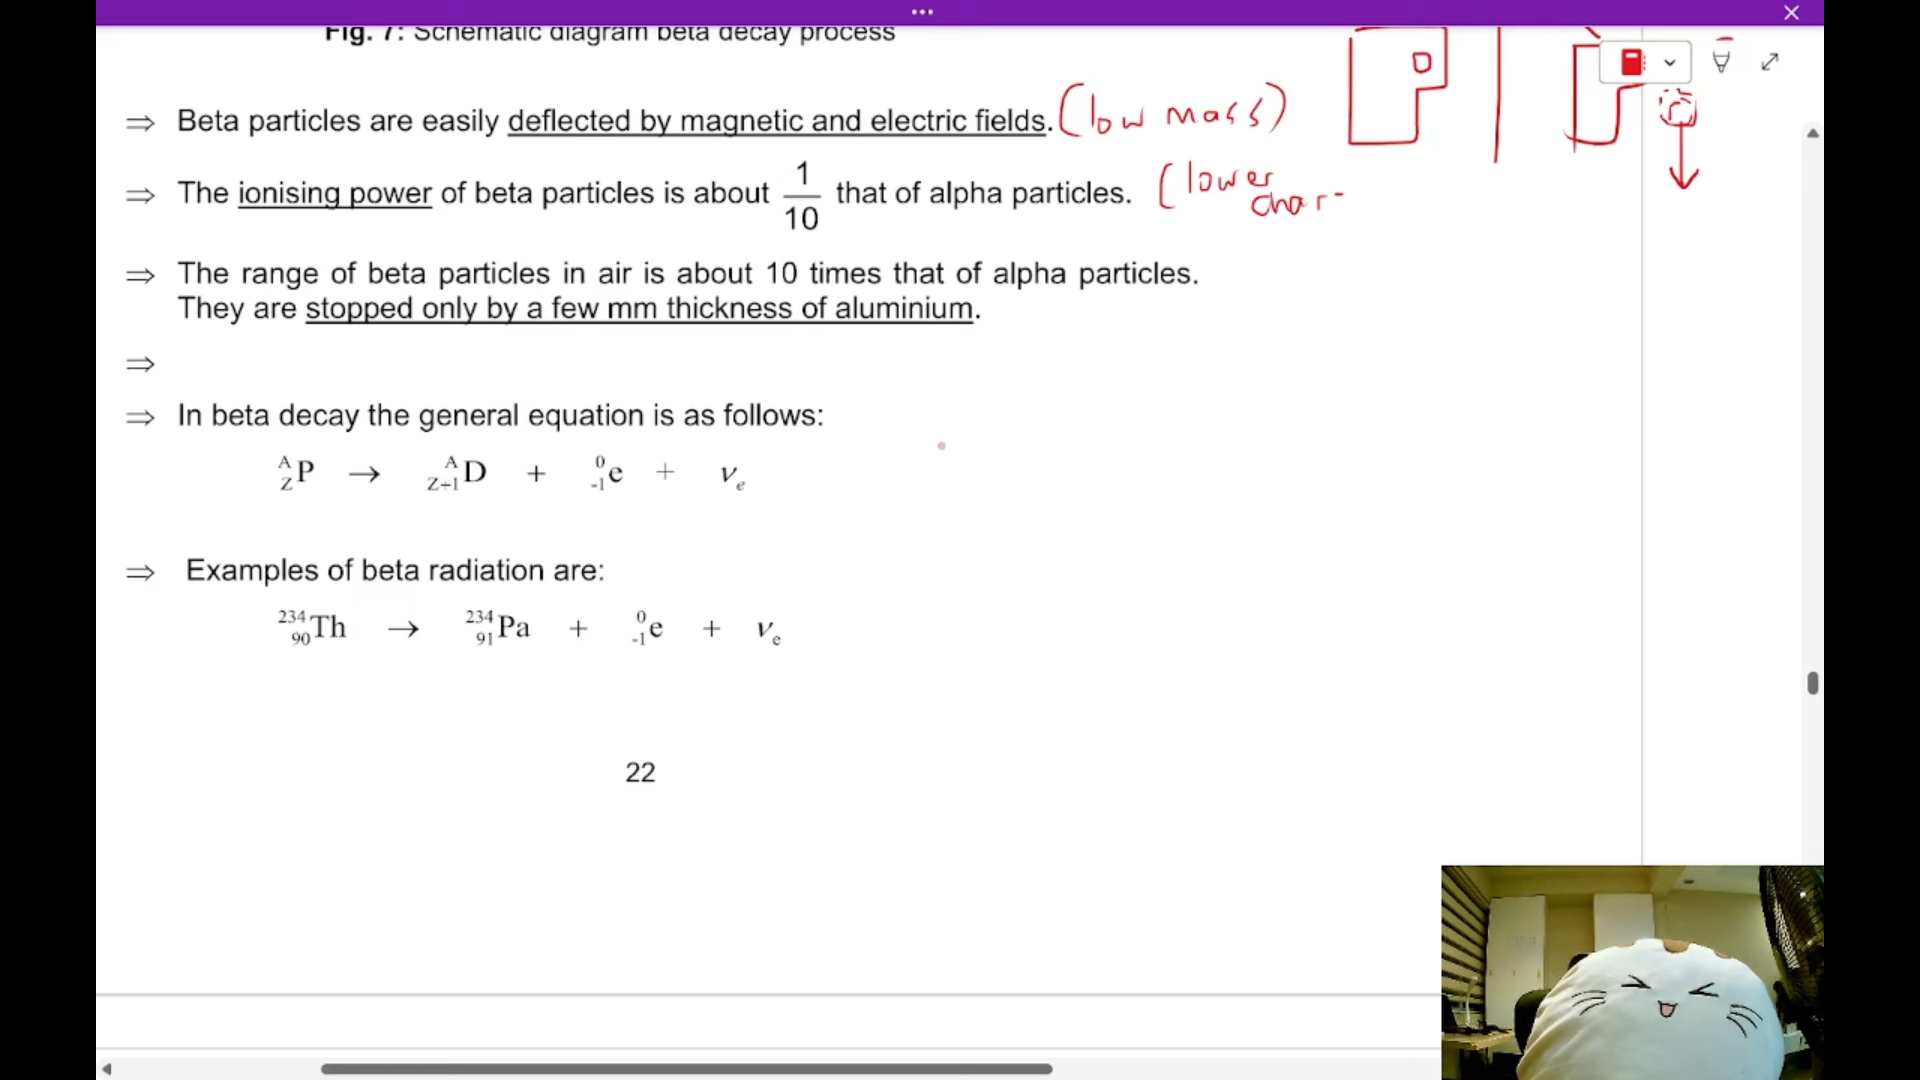 Fig. 7: Schematic diagram beta decay process
⇒ Beta particles are easily deflected by magnetic and electric fields. (low mass)
⇒ The ionising power of beta particles is about 1/10 that of alpha particles. (lower
char
⇒ The range of beta particles in air is about 10 times that of alpha particles.
They are stopped only by a few mm thickness of aluminium.
⇒
⇒ In beta decay the general equation is as follows:
A Z P → A Z+1 D + 0 -1 e + ν e
⇒ Examples of beta radiation are:
234 90 Th → 234 91 Pa + 0 -1 e + ν e
22